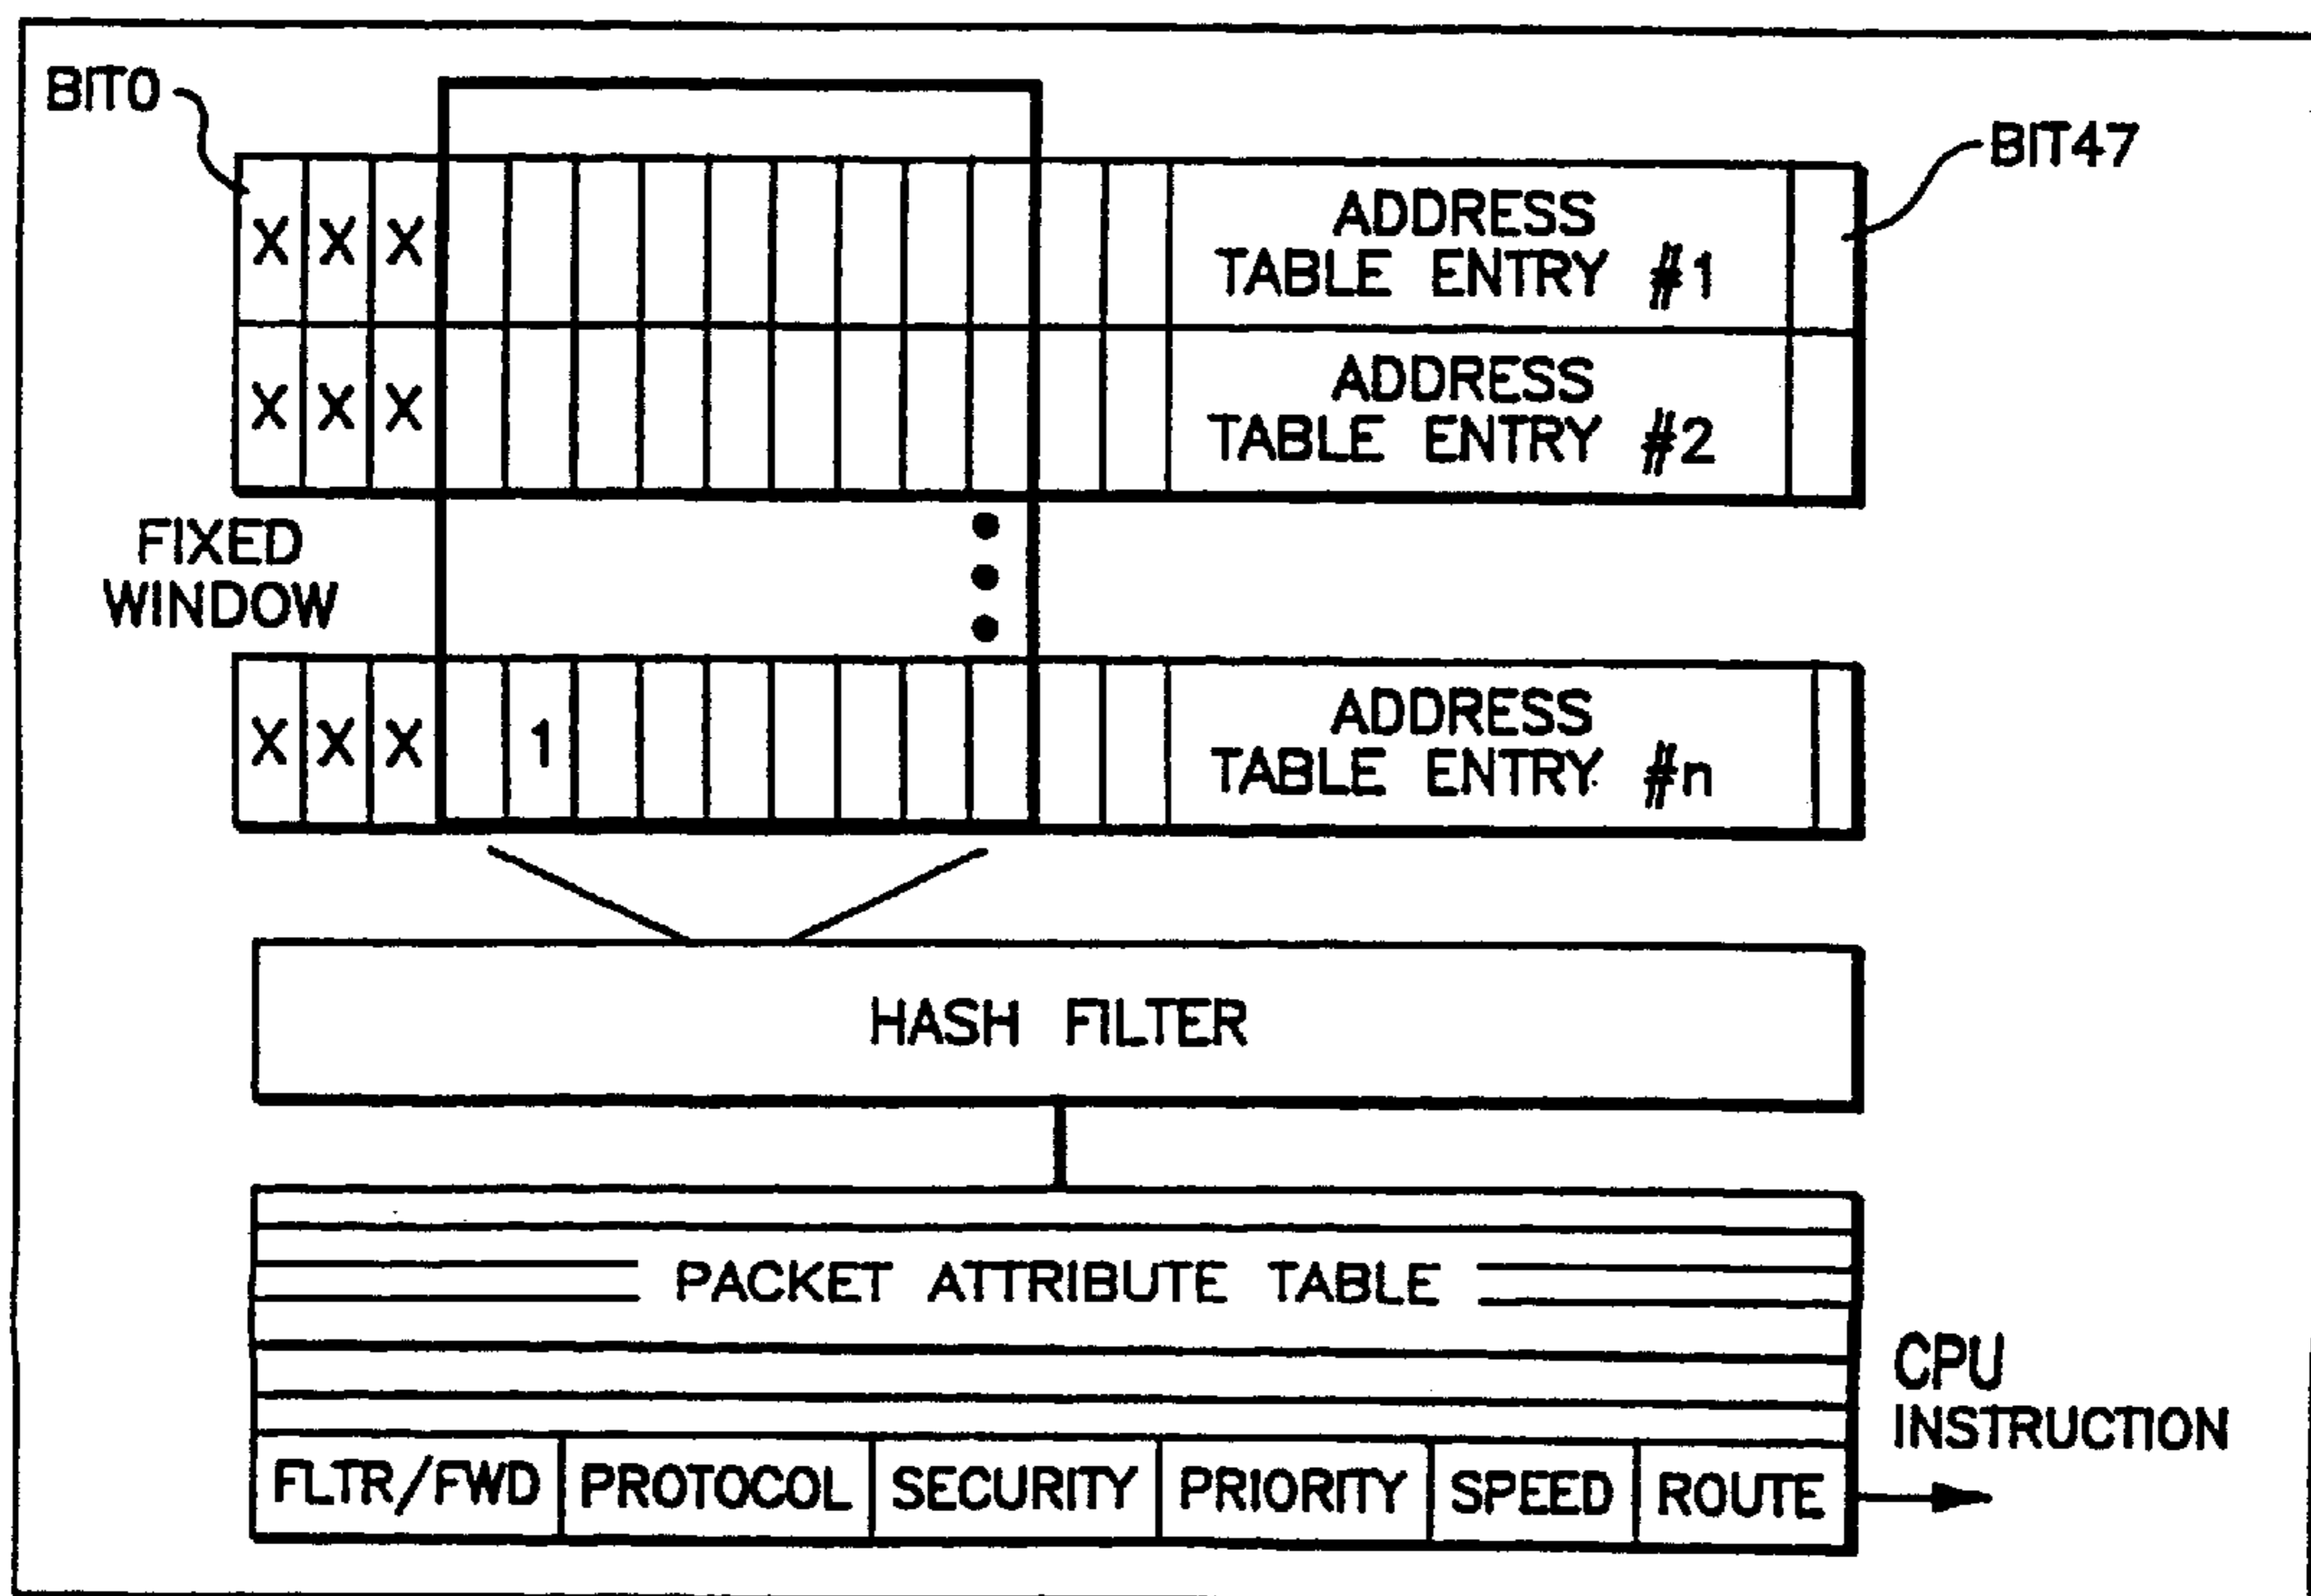 BIT0
BIT47
X X X
ADDRESS
TABLE ENTRY #1
X X X
ADDRESS
TABLE ENTRY #2
FIXED
WINDOW
X X X 1
ADDRESS
TABLE ENTRY #n
HASH FILTER
PACKET ATTRIBUTE TABLE
CPU
INSTRUCTION
FLTR/FWD PROTOCOL SECURITY PRIORITY SPEED ROUTE